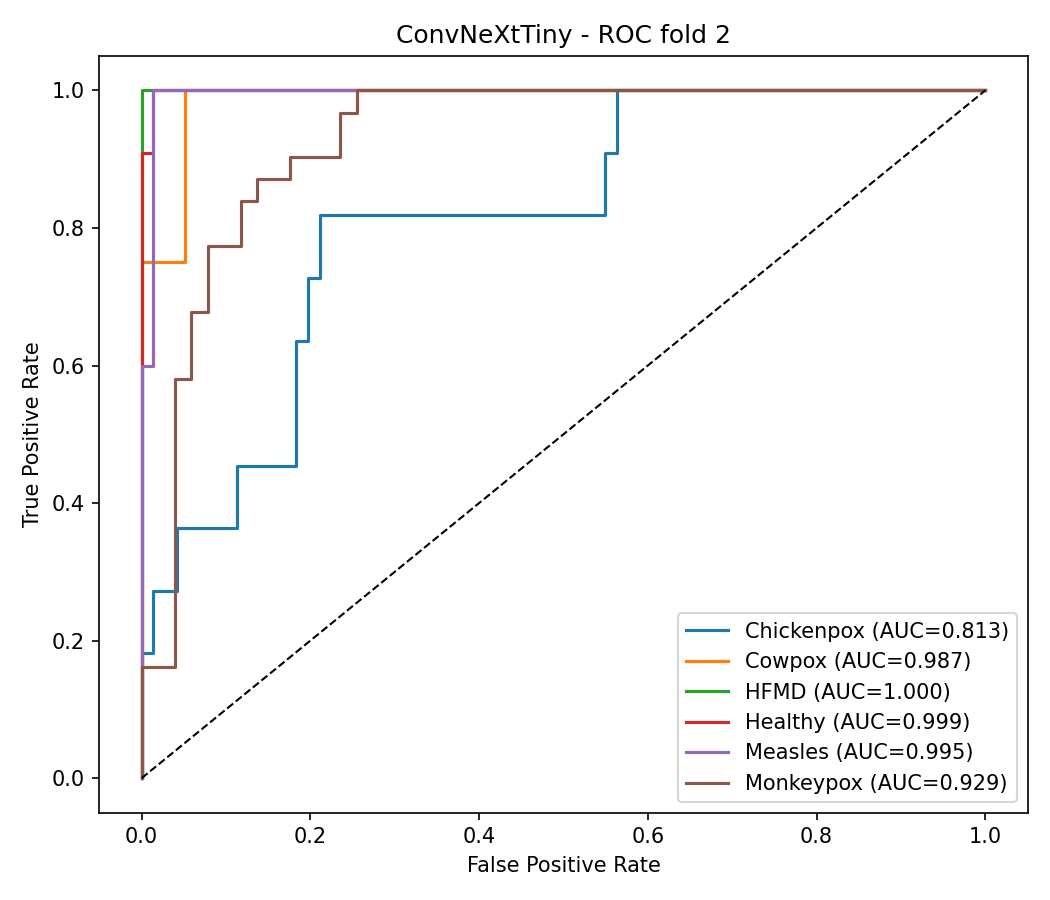 ConvNeXtTiny - ROC fold 2
True Positive Rate
1.0
0.8
0.6
0.4
0.2
0.0
Chickenpox (AUC=0.813)
Cowpox (AUC=0.987)
HFMD (AUC=1.000)
Healthy (AUC=0.999)
Measles (AUC=0.995)
Monkeypox (AUC=0.929)
0.0 0.2 0.4 0.6 0.8 1.0
False Positive Rate